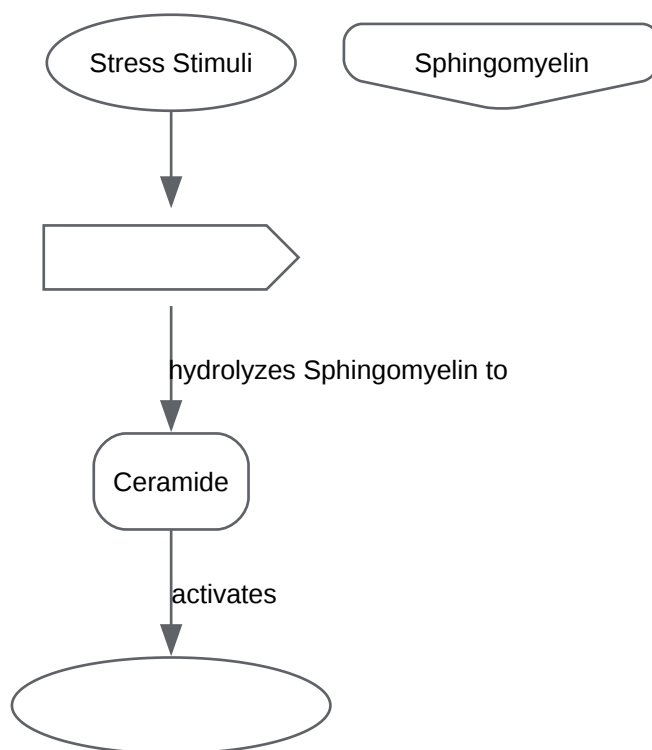 Stress Stimuli
Sphingomyelin
hydrolyzes Sphingomyelin to
Ceramide
activates